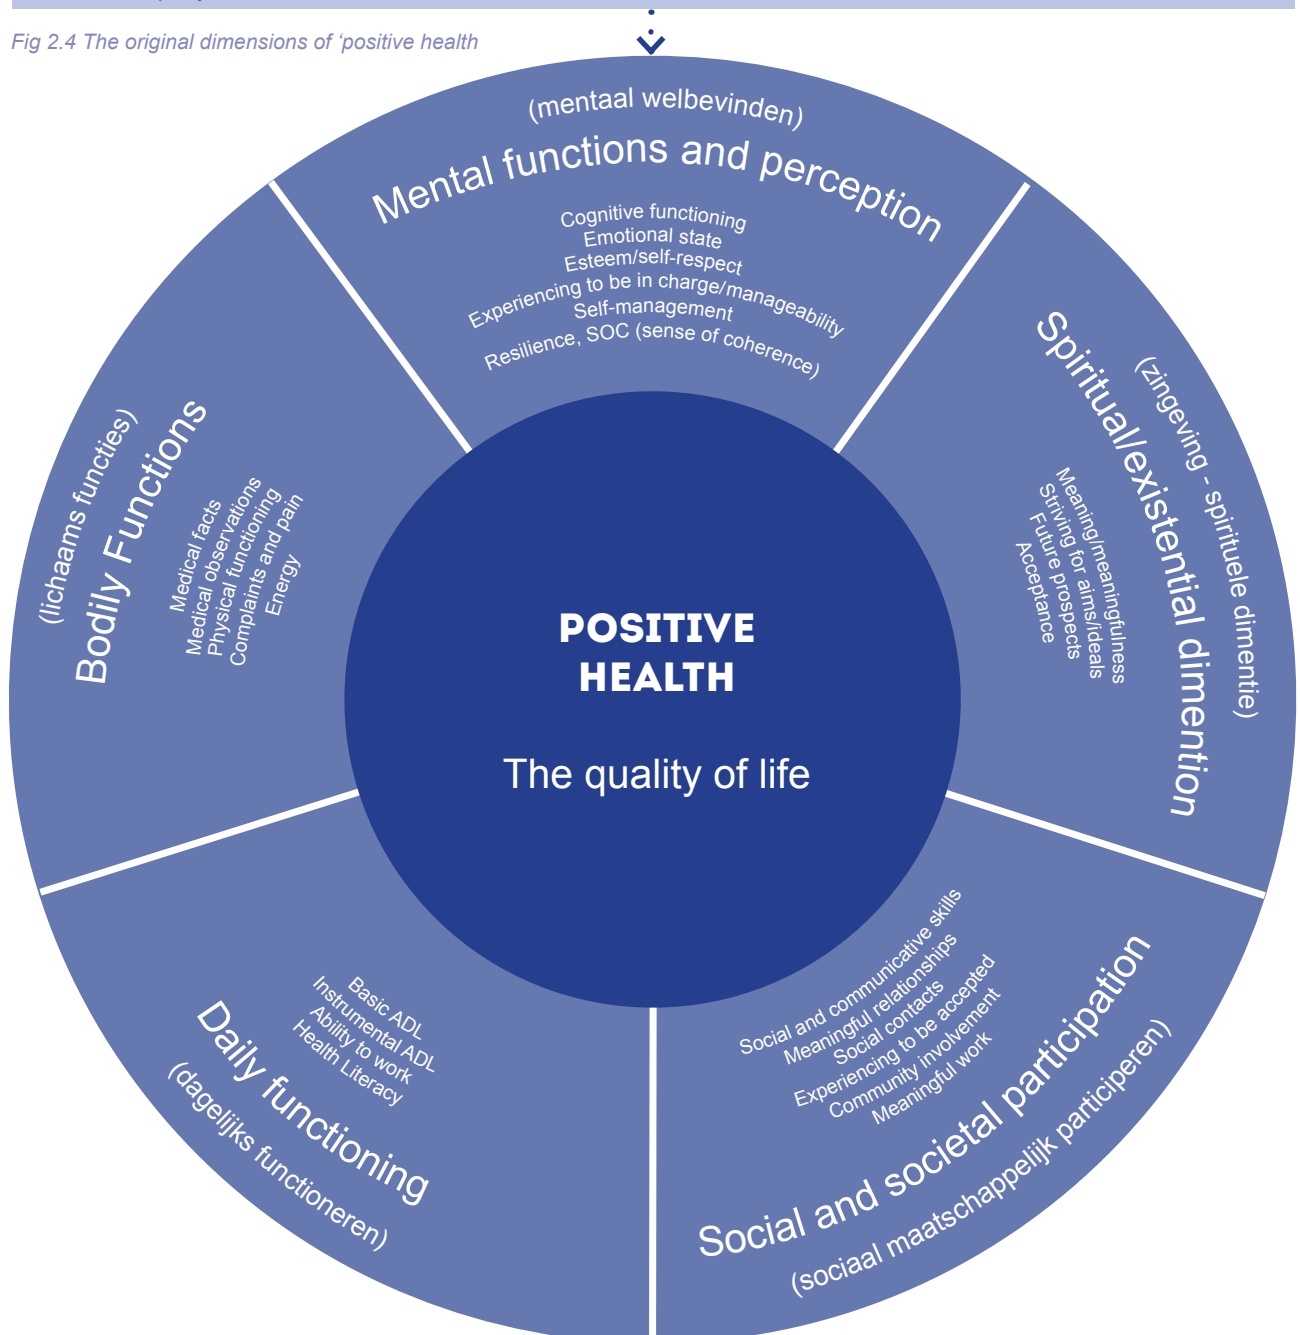 Fig 2.4 The original dimensions of ‘positive health
(mentaal welbevinden)
Mental functions and perception
Cognitive functioning
Emotional state
Esteem/self-respect
Experiencing to be in charge/manageability
Self-management
Resilience, SOC (sense of coherence)
(zingeving - spirituele dimentie)
Spiritual/existential dimention
Meaning/meaningfulness
Striving for aims/ideals
Future prospects
Acceptance
Social and communicative skills
Meaningful relationships
Social contacts
Experiencing to be accepted
Community involvement
Meaningful work
Social and societal participation
(sociaal maatschappelijk participeren)
Basic ADL
Instrumental ADL
Ability to work
Health Literacy
Daily functioning
(dagelijks functioneren)
(lichaams functies)
Bodily Functions
Medical facts
Medical observations
Physical functioning
Complaints and pain
Energy
POSITIVE
HEALTH
The quality of life